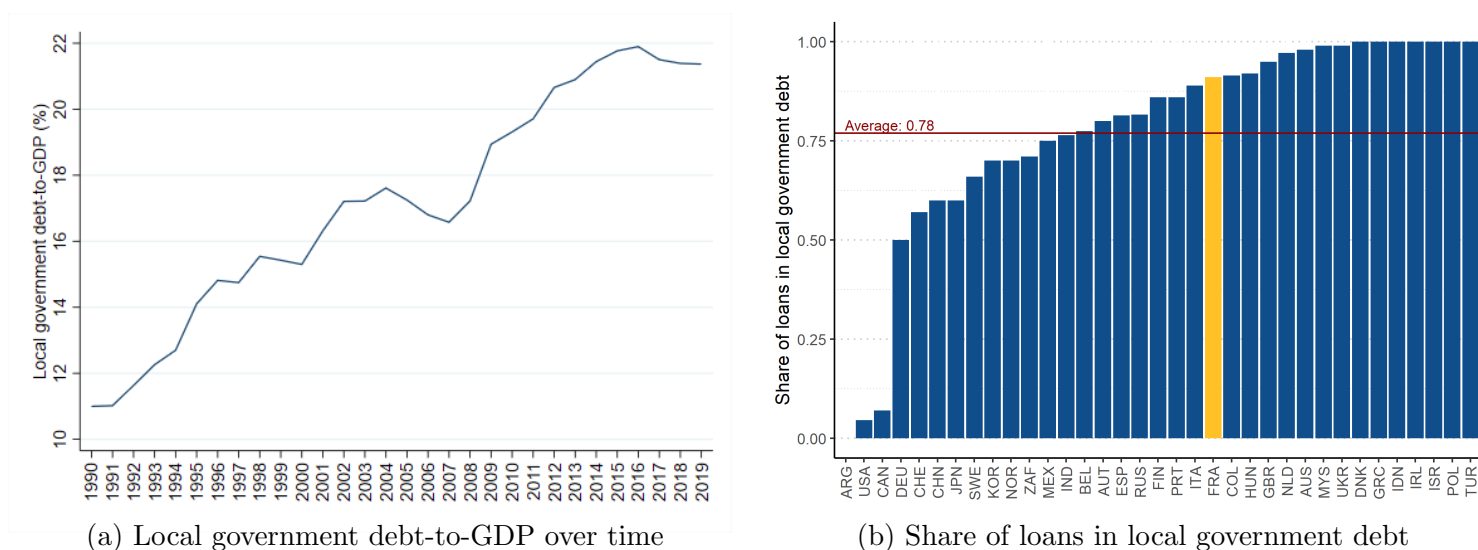 Local government debt-to-GDP (%)
22
20
18
16
14
12
10
1990 1991 1992 1993 1994 1995 1996 1997 1998 1999 2000 2001 2002 2003 2004 2005 2006 2007 2008 2009 2010 2011 2012 2013 2014 2015 2016 2017 2018 2019
(a) Local government debt-to-GDP over time
Share of loans in local government debt
1.00
Average: 0.78
0.75
0.50
0.25
0.00
ARG USA CAN DEU CHE CHN JPN SWE KOR NOR ZAF MEX IND BEL AUT ESP RUS FIN PRT ITA FRA COL HUN GBR NLD AUS MYS UKR DNK GRC IDN IRL ISR POL TUR
(b) Share of loans in local government debt